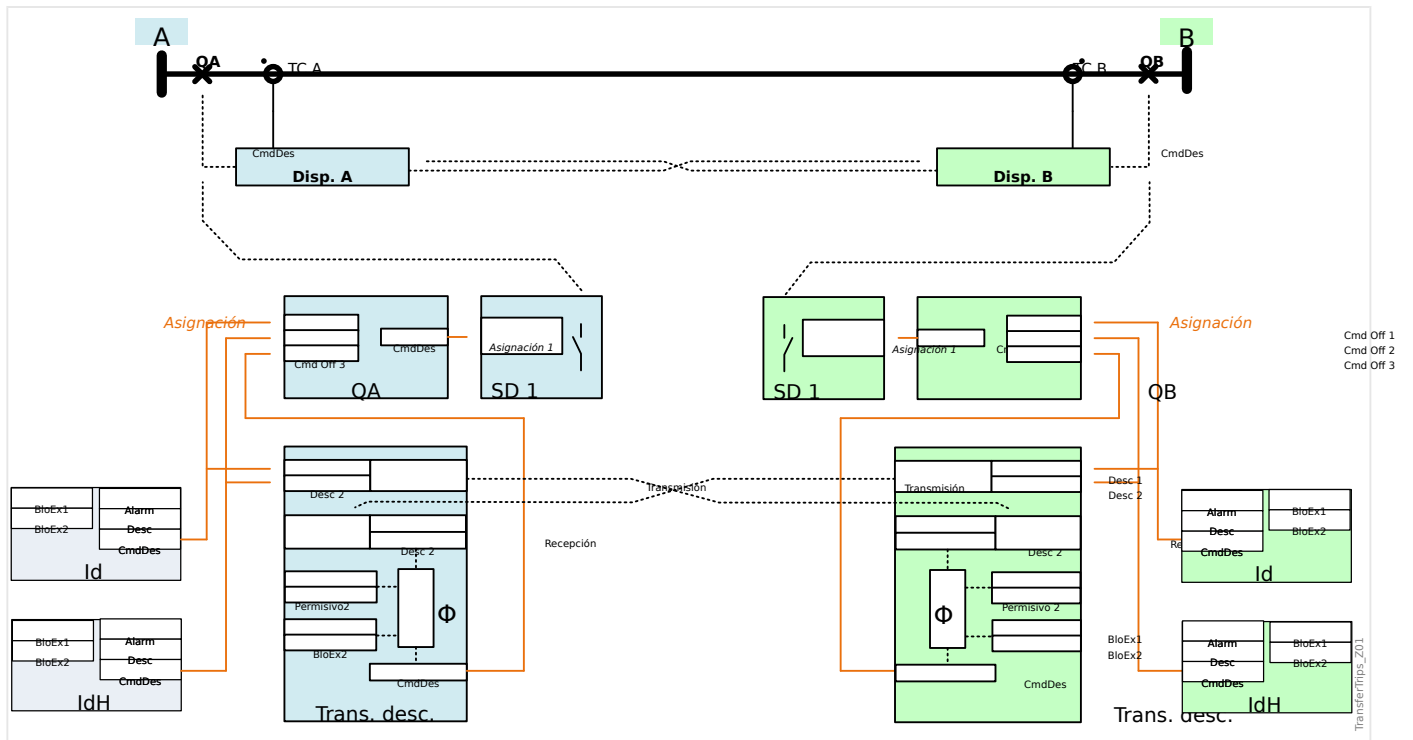 A
B
QA
TC A
TC B
QB
CmdDes
CmdDes
Disp. A
Disp. B
Asignación
Asignación
Cmd Off 1
Cmd Off 2
Cmd Off 3
CmdDes
Asignación 1
Asignación 1
Cmd Off 3
QA
SD 1
SD 1
QB
Desc 2
Transmisión
Transmisión
Desc 1
Desc 2
BloEx1
BloEx2
Alarm
Desc
CmdDes
Id
Desc 2
Recepción
Desc 2
Alarm
Desc
CmdDes
BloEx1
BloEx2
Id
Permisivo2
Φ
Φ
Permisivo 2
BloEx1
BloEx2
Alarm
Desc
CmdDes
IdH
BloEx2
BloEx1
BloEx2
Alarm
Desc
CmdDes
BloEx1
BloEx2
IdH
CmdDes
CmdDes
Trans. desc.
Trans. desc.
TransferTrips_Z01